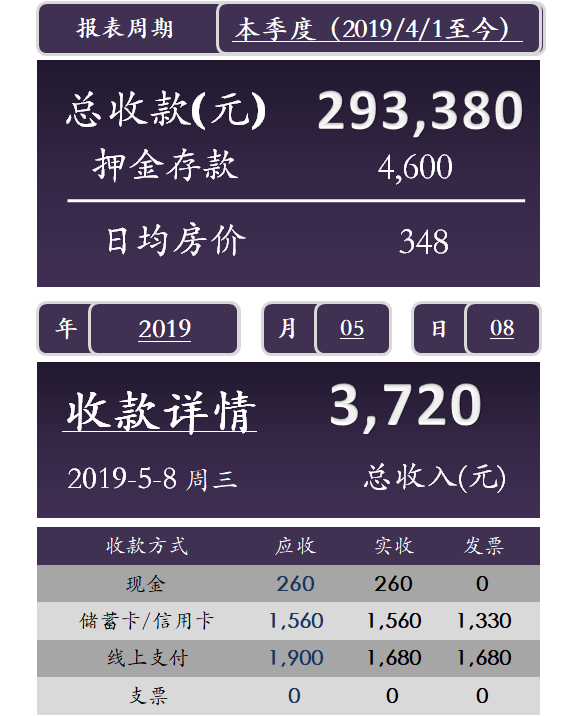 报表周期 本季度（2019/4/1至今）
总收款(元) 293,380
押金存款 4,600
日均房价 348
年 2019 月 05 日 08
收款详情 3,720
2019-5-8 周三 总收入(元)
收款方式 应收 实收 发票
现金 260 260 0
储蓄卡/信用卡 1,560 1,560 1,330
线上支付 1,900 1,680 1,680
支票 0 0 0